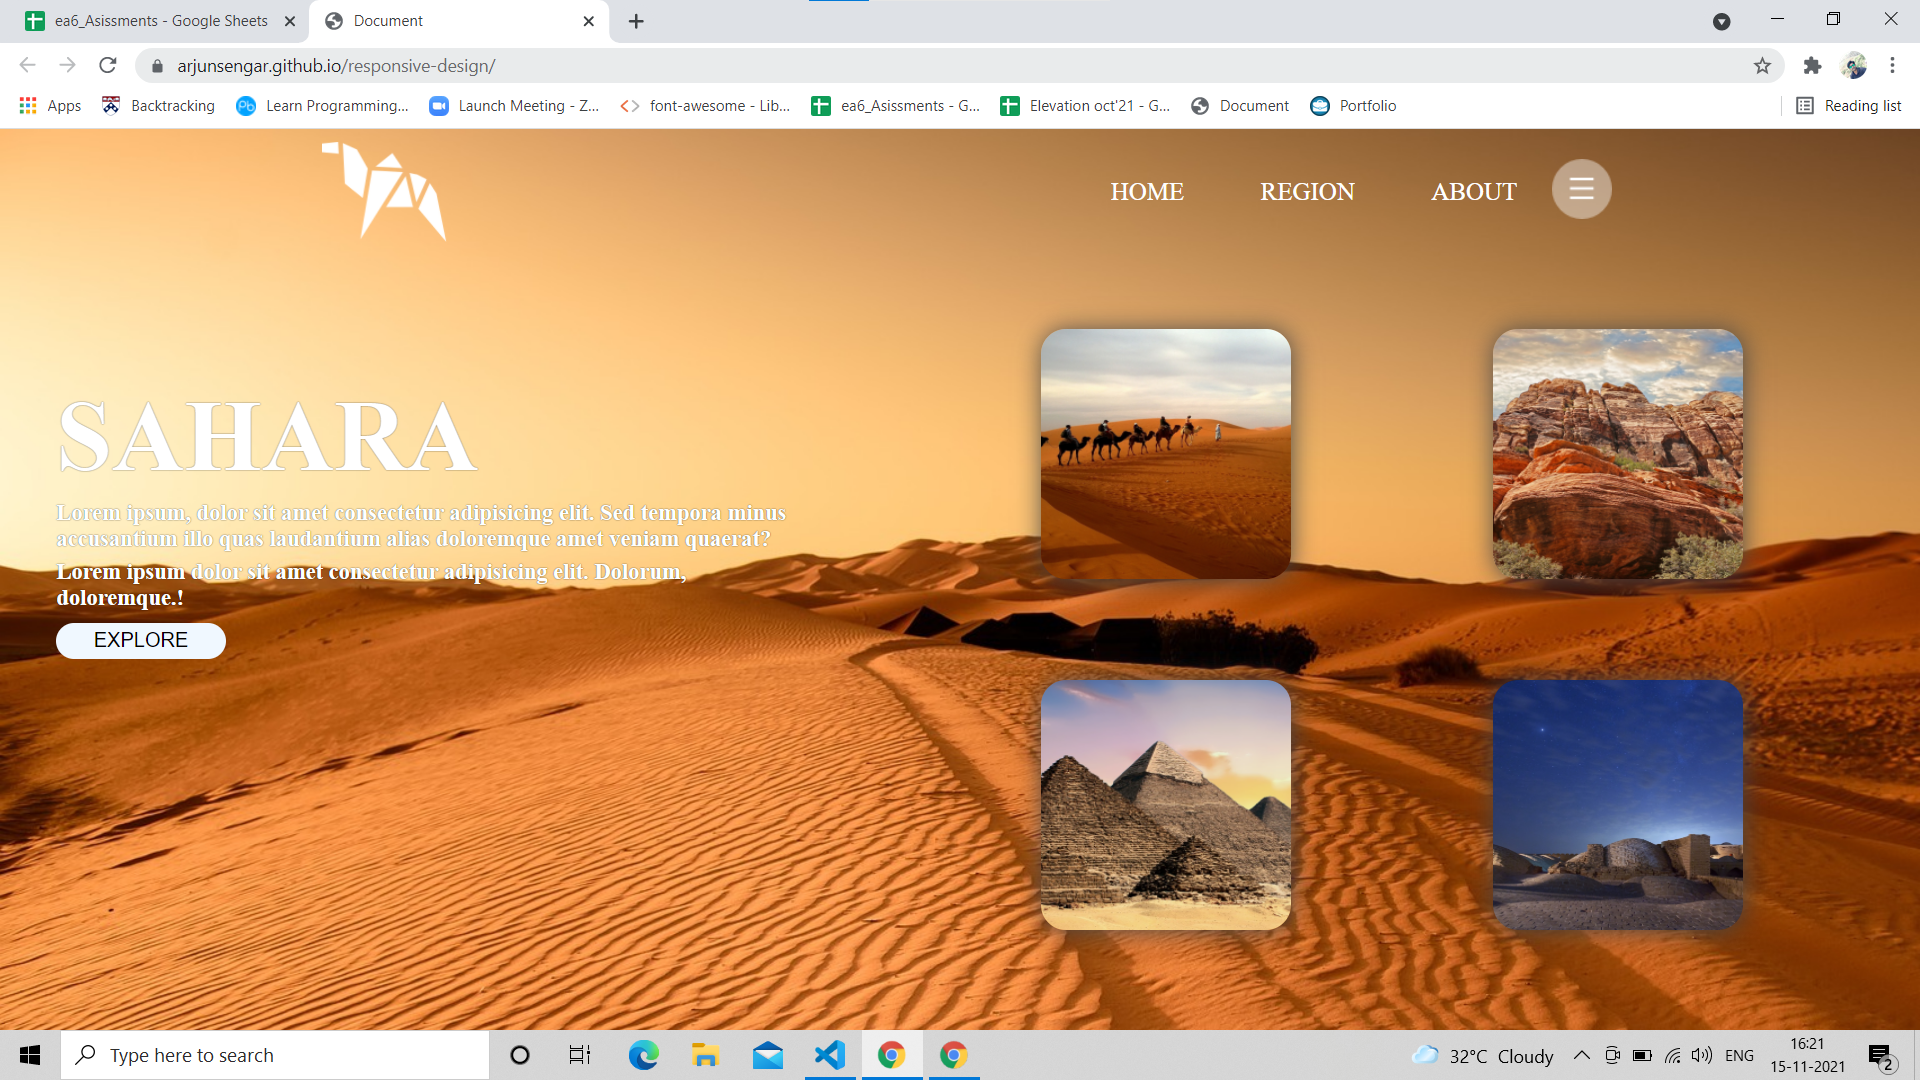 ea6_Asissments - Google Sheets
Document
arjunsengar.github.io/responsive-design/
Apps
Backtracking
Learn Programming...
Launch Meeting - Z...
font-awesome - Lib...
ea6_Asissments - G...
Elevation oct'21 - G...
Document
Portfolio
Reading list
HOME
REGION
ABOUT
SAHARA
Lorem ipsum, dolor sit amet consectetur adipisicing elit. Sed tempora minus
accusantium illo quas laudantium alias doloremque amet veniam quaerat?
Lorem ipsum dolor sit amet consectetur adipisicing elit. Dolorum,
doloremque.!
EXPLORE
Type here to search
32°C Cloudy
ENG
16:21
15-11-2021
2